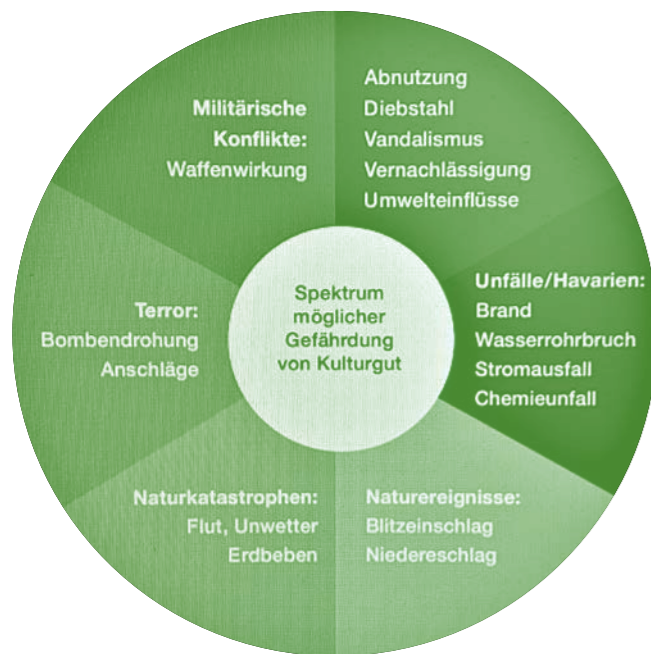 Abnutzung
Diebstahl
Vandalismus
Vernachlässigung
Umwelteinflüsse
Unfälle/Havarien:
Brand
Wasserrohrbruch
Stromausfall
Chemieunfall
Naturereignisse:
Blitzeinschlag
Niedereschlag
Naturkatastrophen:
Flut, Unwetter
Erdbeben
Terror:
Bombendrohung
Anschläge
Militärische
Konflikte:
Waffenwirkung
Spektrum
möglicher
Gefährdung
von Kulturgut